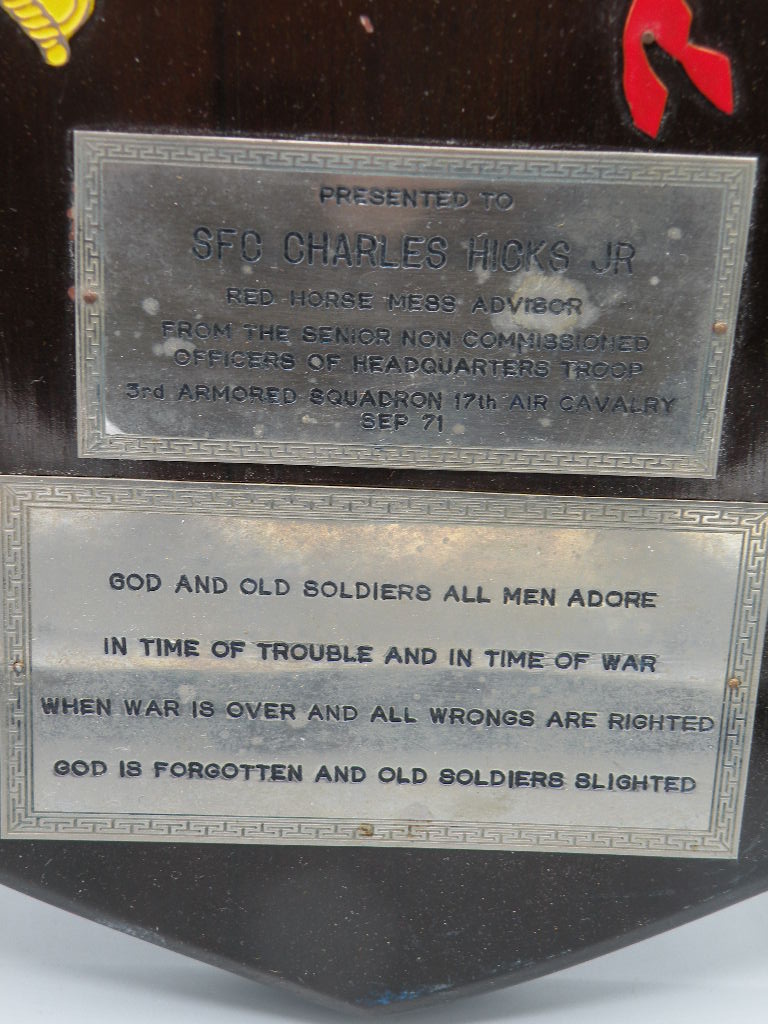 PRESENTED TO
SFC CHARLES HICKS JR
RED HORSE MESS ADVISOR
FROM THE SENIOR NON COMMISSIONED
OFFICERS OF HEADQUARTERS TROOP
3rd ARMORED SQUADRON 17th AIR CAVALRY
SEP 71
GOD AND OLD SOLDIERS ALL MEN ADORE
IN TIME OF TROUBLE AND IN TIME OF WAR
WHEN WAR IS OVER AND ALL WRONGS ARE RIGHTED
GOD IS FORGOTTEN AND OLD SOLDIERS SLIGHTED